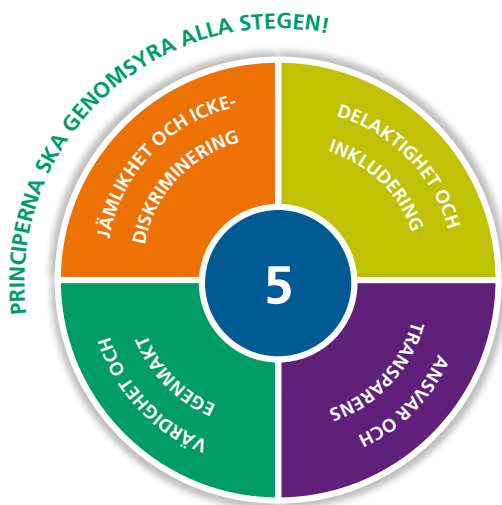 PRINCIPERNA SKA GENOMSYRA ALLA STEGEN!
JÄMLIKHET OCH ICKE-
DISKRIMINERING
DELAKTIGHET OCH
INKLUDERING
5
VÄRDIGHET OCH
EGENMAKT
ANSVAR OCH
TRANSPARENS